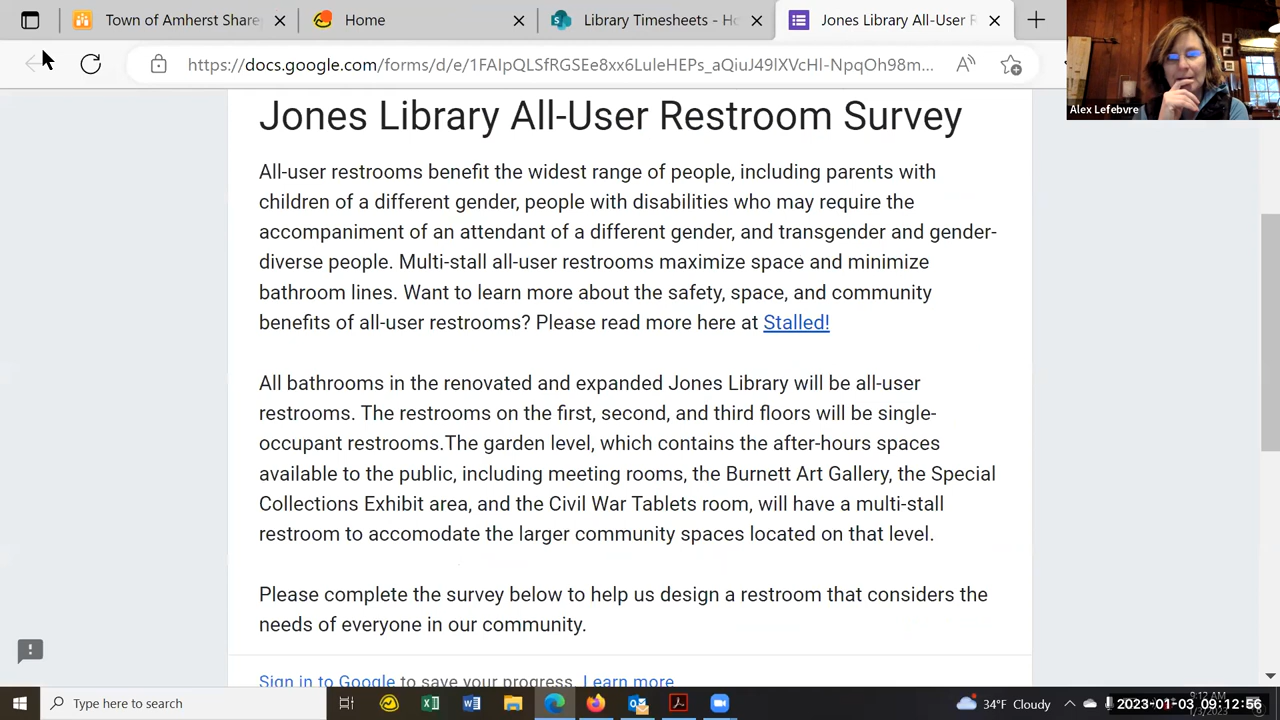 Town of Amherst Share
Home
Library Timesheets - Ho
Jones Library All-User R
https://docs.google.com/forms/d/e/1FAIpQLSfRGSEe8xx6LuleHEPs_aQiuJ49lXVcHl-NpqOh98m...
Alex Lefebvre
Jones Library All-User Restroom Survey
All-user restrooms benefit the widest range of people, including parents with
children of a different gender, people with disabilities who may require the
accompaniment of an attendant of a different gender, and transgender and gender-
diverse people. Multi-stall all-user restrooms maximize space and minimize
bathroom lines. Want to learn more about the safety, space, and community
benefits of all-user restrooms? Please read more here at Stalled!
All bathrooms in the renovated and expanded Jones Library will be all-user
restrooms. The restrooms on the first, second, and third floors will be single-
occupant restrooms.The garden level, which contains the after-hours spaces
available to the public, including meeting rooms, the Burnett Art Gallery, the Special
Collections Exhibit area, and the Civil War Tablets room, will have a multi-stall
restroom to accomodate the larger community spaces located on that level.
Please complete the survey below to help us design a restroom that considers the
needs of everyone in our community.
Sign in to Google to save your progress. Learn more
Type here to search
34°F Cloudy
9:12 AM
2023-01-03 09:12:56
1/3/2023